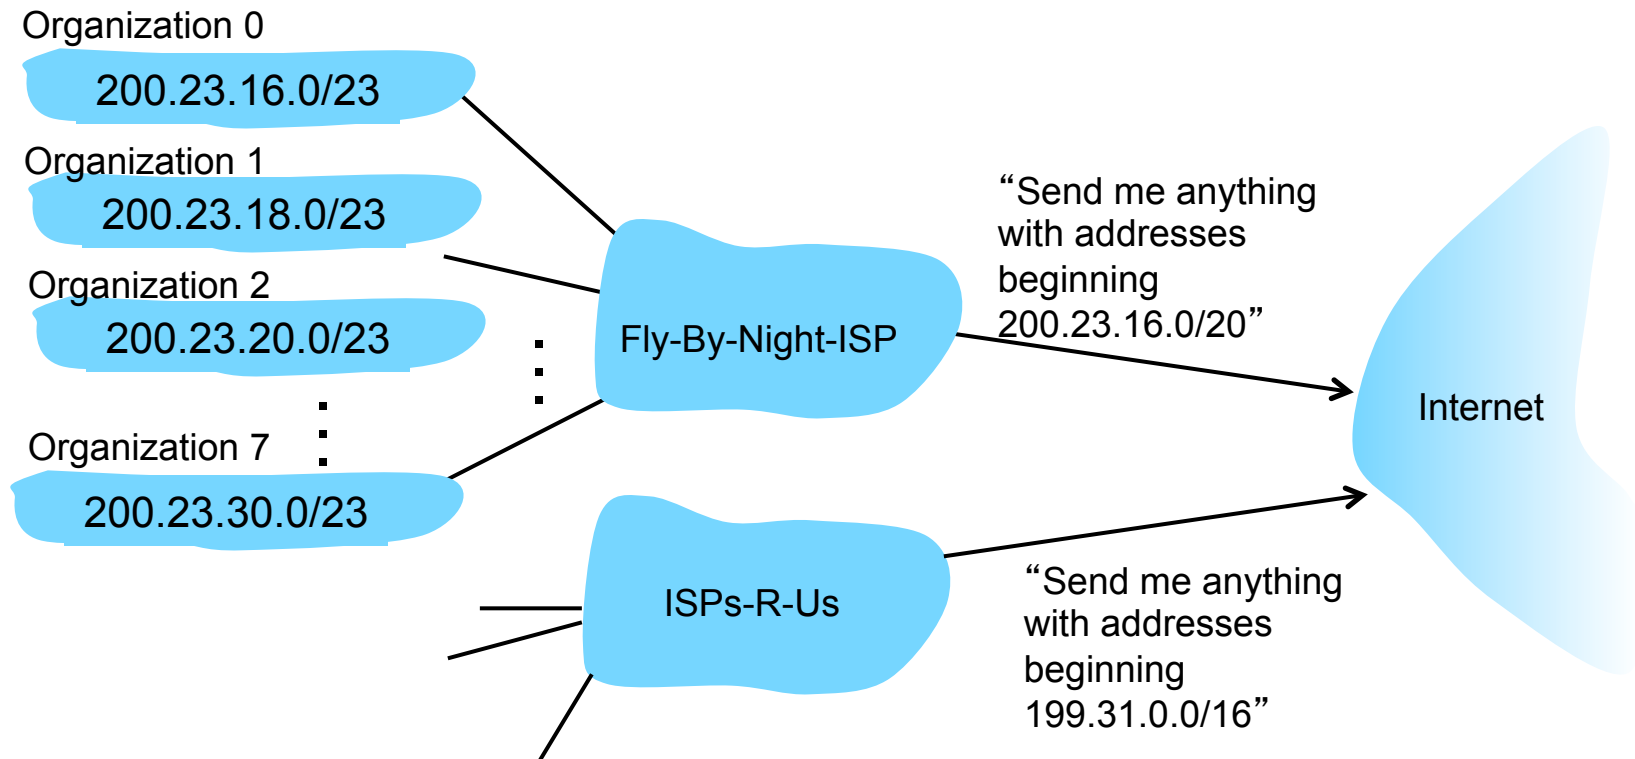 Organization 0
200.23.16.0/23
Organization 1
200.23.18.0/23
Organization 2
200.23.20.0/23
Organization 7
200.23.30.0/23
Fly-By-Night-ISP
“Send me anything
with addresses
beginning
200.23.16.0/20”
Internet
ISPs-R-Us
“Send me anything
with addresses
beginning
199.31.0.0/16”